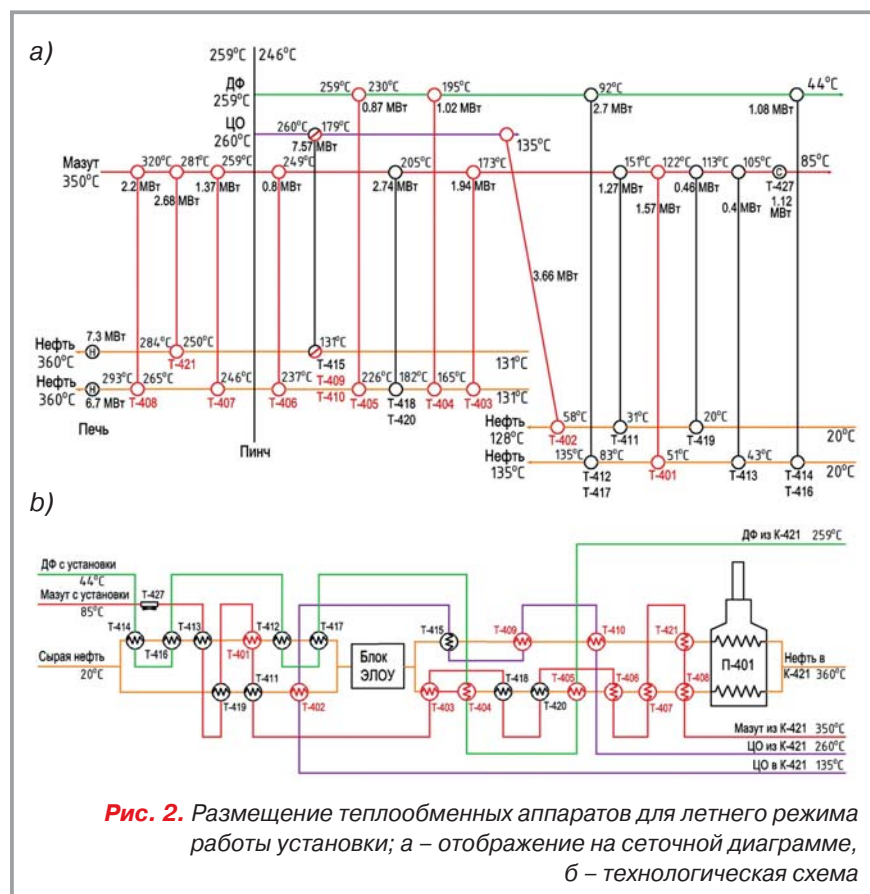 а)
259°C 246°C
ДФ
259°C
259°C 230°C 195°C 92°C 44°C
0.87 МВт 1.02 МВт 2.7 МВт 1.08 МВт
ЦО
260°C
260°C 179°C
7.57 МВт
135°C
Мазут
350°C
320°C 281°C 259°C 249°C 205°C 173°C 151°C 122°C 113°C 105°C 85°C
2.2 МВт 1.37 МВт 0.8 МВт 2.74 МВт 1.94 МВт 1.27 МВт 0.46 МВт С Т-427
2.68 МВт 1.57 МВт 0.4 МВт 1.12
МВт
3.66 МВт
Нефть 7.3 МВт
360°C
Н 284°C 250°C 131°C
Т-421 Т-415 131°C
Т-409
Т-410
Нефть
360°C
Н 293°C 265°C 246°C 237°C 226°C 182°C 165°C 131°C
6.7 МВт Т-408 Т-407 Т-406 Т-405 Т-418 Т-404 Т-403
Т-420
Печь
Пинч
Нефть 58°C 31°C 20°C
128°C Т-402 Т-411 Т-419 20°C
Нефть 135°C 83°C 51°C 43°C
135°C Т-412 Т-401 Т-413 Т-414 20°C
Т-417 Т-416
b)
ДФ из К-421 259°C
ДФ с установки
44°C Т-427
Мазут с установки
85°C
Т-414 Т-413 Т-412 Т-417 Т-415 Т-409 Т-410 Т-421
Т-416 Т-401
Сырая нефть
20°C
Блок
ЭЛОУ
П-401
Нефть в
К-421
360°C
Т-411 Т-418 Т-405 Т-406 Т-408
Т-419 Т-402 Т-403 Т-404 Т-420 Т-407
Мазут из К-421 350°C
ЦО из К-421 260°C
ЦО в К-421 135°C
Рис. 2. Размещение теплообменных аппаратов для летнего режима
работы установки; а – отображение на сеточной диаграмме,
б – технологическая схема